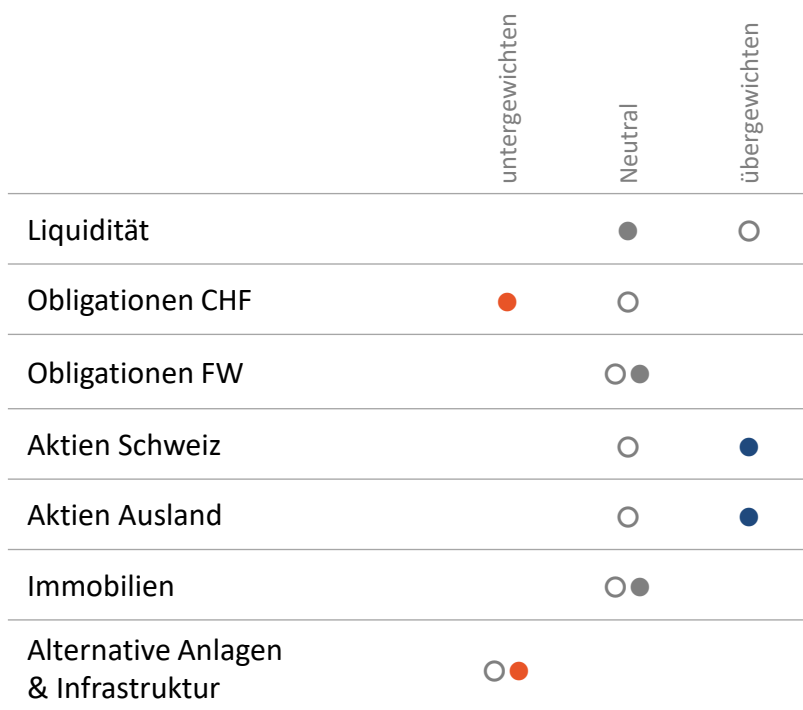 untergewichten
Neutral
übergewichten
Liquidität
Obligationen CHF
Obligationen FW
Aktien Schweiz
Aktien Ausland
Immobilien
Alternative Anlagen
& Infrastruktur